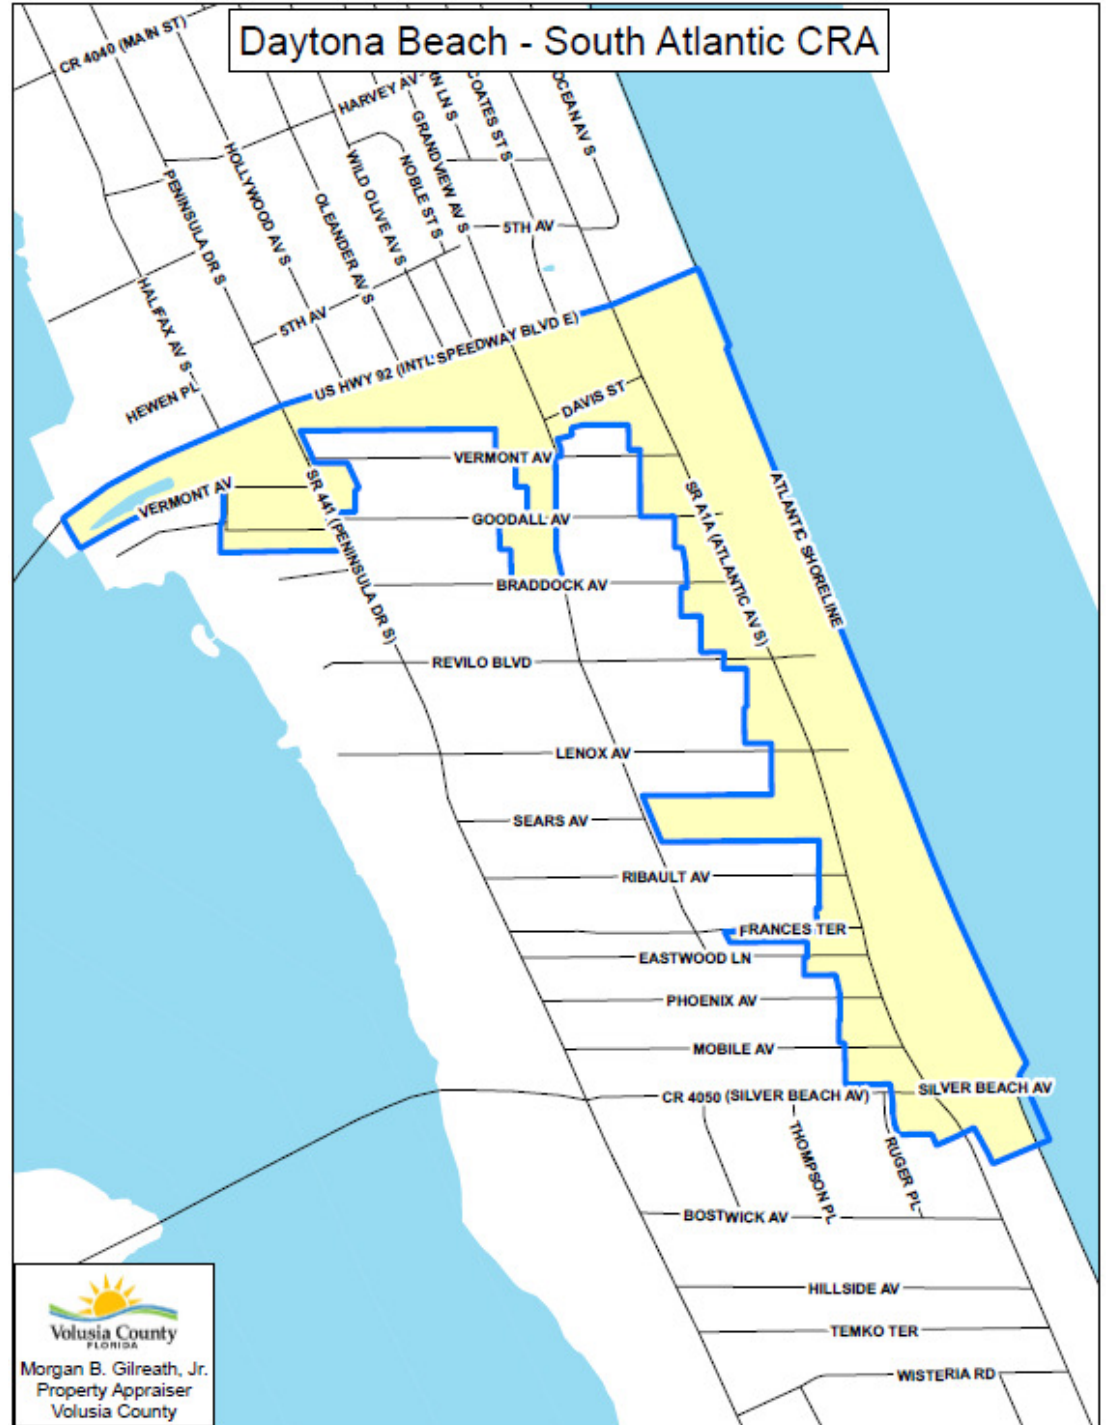 Daytona Beach - South Atlantic CRA
CR 4040 (MAIN ST)
HARVEY AV
RN LN S
COATES ST S
OCEAN AV S
GRANDVIEW AV S
NOBLE ST S
WILD OLIVE AV S
OLEANDER AV S
HOLLYWOOD AV S
PENINSULA DR S
HALIFAX AV S
5TH AV
5TH AV
US HWY 92 (INTL SPEEDWAY BLVD E)
HEWEN PL
DAVIS ST
VERMONT AV
VERMONT AV
SR 441 (PENINSULA DR S)
GOODALL AV
SR A1A (ATLANTIC AV S)
ATLANTIC SHORELINE
BRADDOCK AV
REVILO BLVD
LENOX AV
SEARS AV
RIBAULT AV
FRANCES TER
EASTWOOD LN
PHOENIX AV
MOBILE AV
SILVER BEACH AV
CR 4050 (SILVER BEACH AV)
THOMPSON PL
RUGER PL
BOSTWICK AV
HILLSIDE AV
TEMKO TER
WISTERIA RD
Volusia County
FLORIDA
Morgan B. Gilreath, Jr.
Property Appraiser
Volusia County